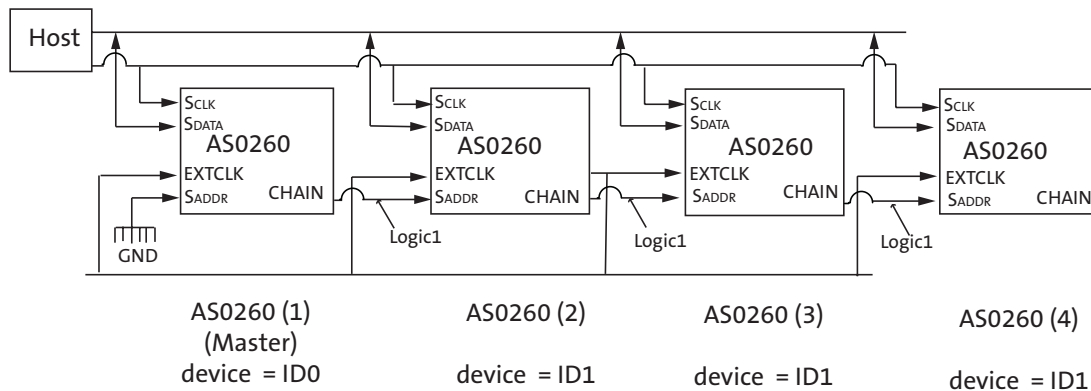 Host
SCLK
SDATA
AS0260
EXTCLK
SADDR
CHAIN
GND
Logic1
SCLK
SDATA
AS0260
EXTCLK
SADDR
CHAIN
Logic1
SCLK
SDATA
AS0260
EXTCLK
SADDR
CHAIN
Logic1
SCLK
SDATA
AS0260
EXTCLK
SADDR
CHAIN
AS0260 (1)
(Master)
device = ID0
AS0260 (2)
device = ID1
AS0260 (3)
device = ID1
AS0260 (4)
device = ID1